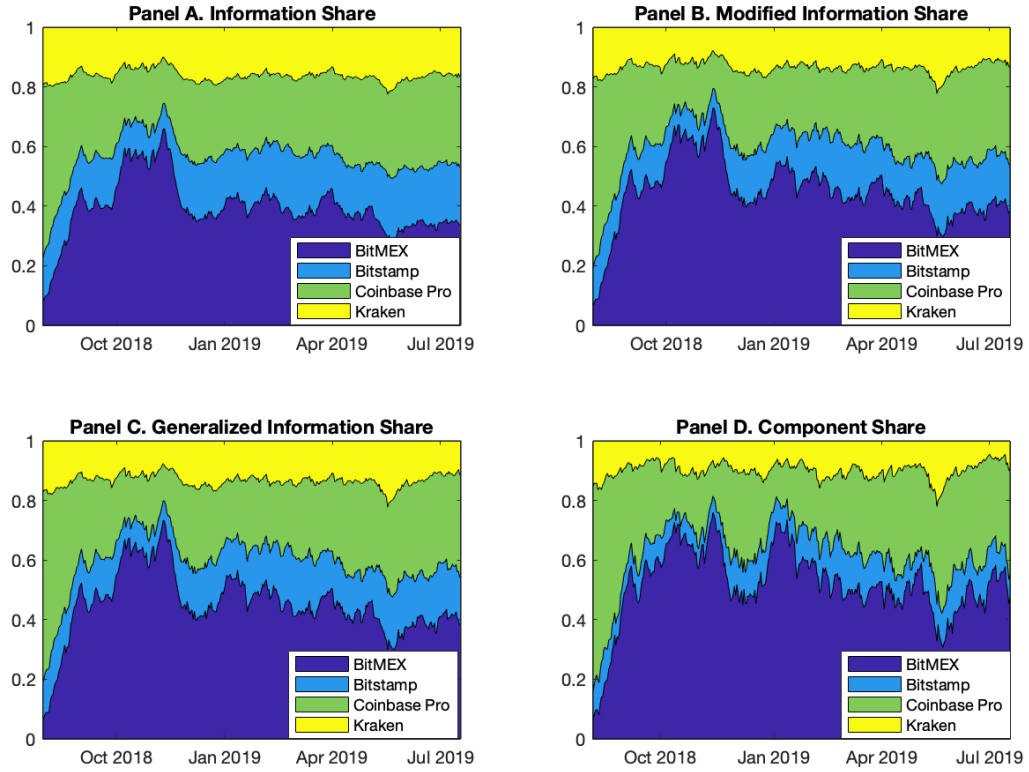 Panel A. Information Share
1
0.8
0.6
0.4
0.2
0
Oct 2018 Jan 2019 Apr 2019 Jul 2019
BitMEX
Bitstamp
Coinbase Pro
Kraken
Panel B. Modified Information Share
1
0.8
0.6
0.4
0.2
0
Oct 2018 Jan 2019 Apr 2019 Jul 2019
BitMEX
Bitstamp
Coinbase Pro
Kraken
Panel C. Generalized Information Share
1
0.8
0.6
0.4
0.2
0
Oct 2018 Jan 2019 Apr 2019 Jul 2019
BitMEX
Bitstamp
Coinbase Pro
Kraken
Panel D. Component Share
1
0.8
0.6
0.4
0.2
0
Oct 2018 Jan 2019 Apr 2019 Jul 2019
BitMEX
Bitstamp
Coinbase Pro
Kraken